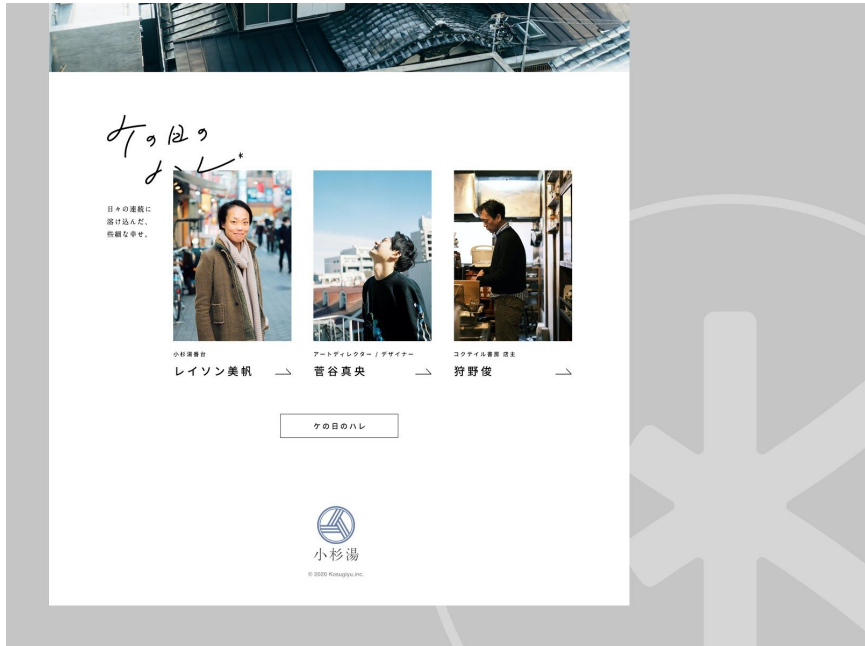 ケの日の
ハレ*
日々の連続に
溶け込んだ、
些細な幸せ。
小杉湯番台
レイソン美帆
アートディレクター / デザイナー
菅谷真央
コクテイル書房 店主
狩野俊
ケの日のハレ
小杉湯
© 2020 Kosugiyu,inc.